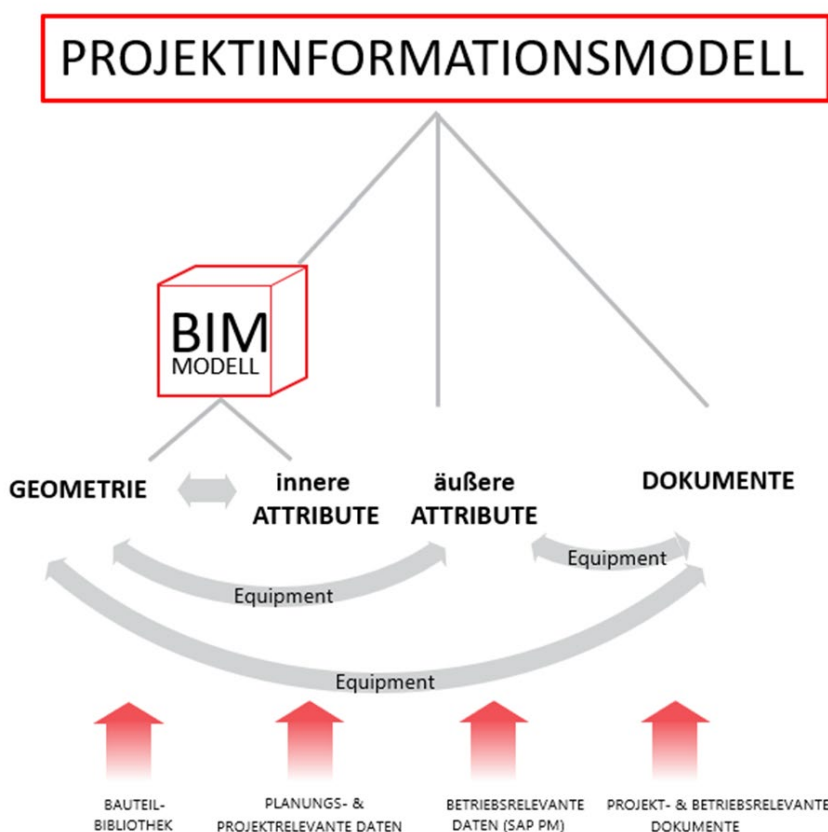 PROJEKTINFORMATIONSMODELL
BIM
MODELL
GEOMETRIE
innere
ATTRIBUTE
äußere
ATTRIBUTE
DOKUMENTE
Equipment
Equipment
Equipment
BAUTEIL-
BIBLIOTHEK
PLANUNGS- &
PROJEKTRELEVANTE DATEN
BETRIEBSRELEVANTE
DATEN (SAP PM)
PROJEKT- & BETRIEBSRELEVANTE
DOKUMENTE